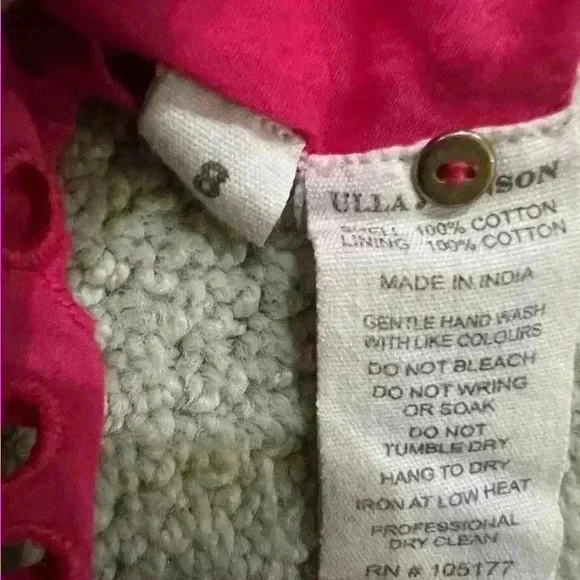 8
ULLA J SON
SHELL 100% COTTON
LINING 100% COTTON
MADE IN INDIA
GENTLE HAND WASH
WITH LIKE COLOURS
DO NOT BLEACH
DO NOT WRING
OR SOAK
DO NOT
TUMBLE DRY
HANG TO DRY
IRON AT LOW HEAT
PROFESSIONAL
DRY CLEAN
RN # 105177